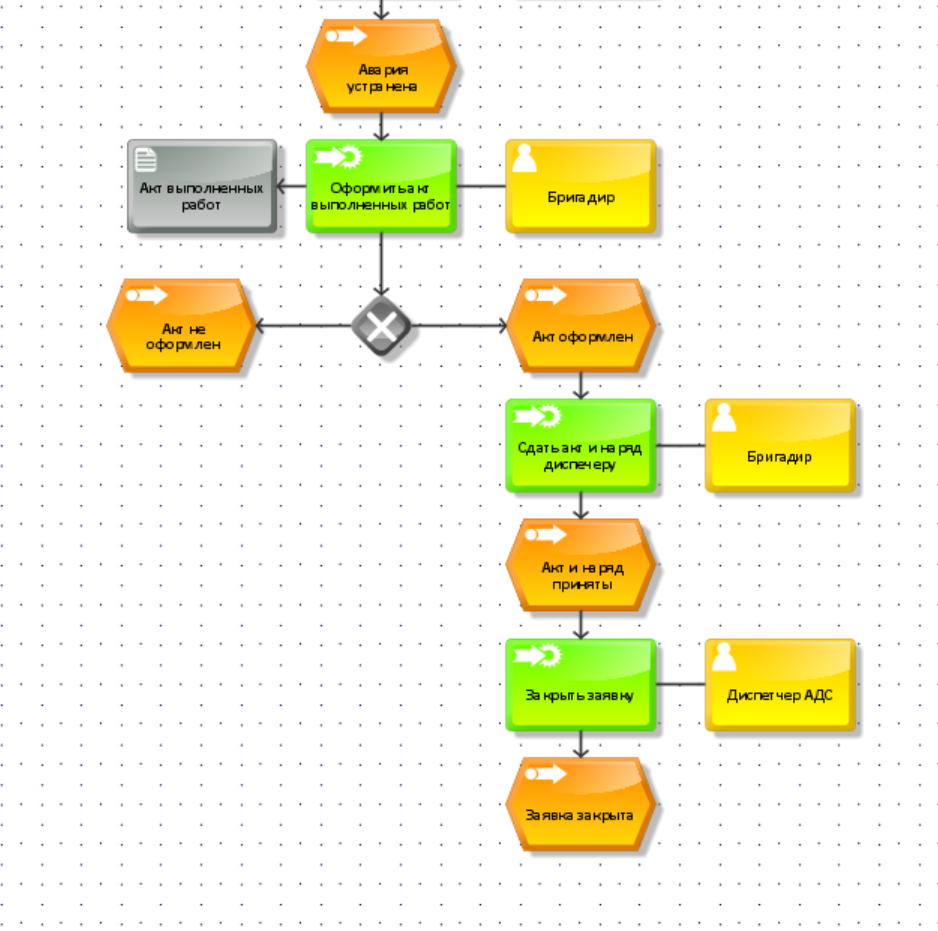 Авария
устранена
Акт выполненных
работ
Оформить акт
выполненных работ
Бригадир
Акт не
оформлен
Акт оформлен
Сдать акт и наряд
диспечеру
Бригадир
Акт и наряд
приняты
Закрыть заявку
Диспетчер АДС
Заявка закрыта